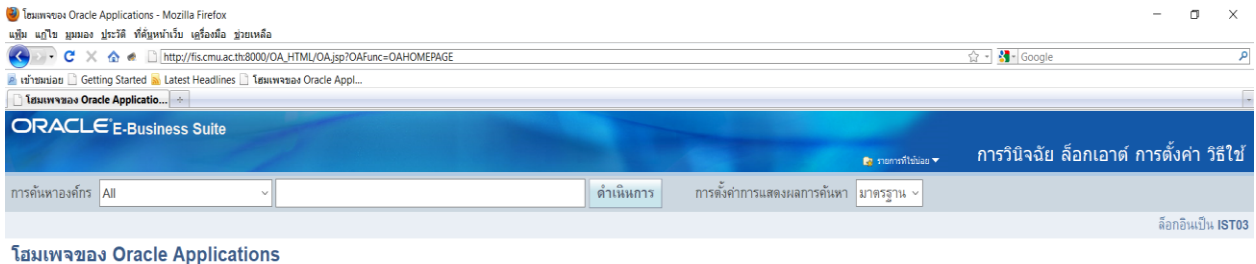 โฮมเพจของ Oracle Applications - Mozilla Firefox
แฟ้ม แก้ไข มุมมอง ประวัติ ที่คั่นหน้าเว็บ เครื่องมือ ช่วยเหลือ
http://fis.cmu.ac.th:8000/OA_HTML/OA.jsp?OAFunc=OAHOMEPAGE Google
เข้าชมบ่อย Getting Started Latest Headlines โฮมเพจของ Oracle Appl...
โฮมเพจของ Oracle Applicatio...
ORACLE E-Business Suite
รายการที่ใช้บ่อย การวินิจฉัย ล็อกเอาต์ การตั้งค่า วิธีใช้
การค้นหาองค์กร All ดำเนินการ การตั้งค่าการแสดงผลการค้นหา มาตรฐาน
ล็อกอินเป็น IST03
โฮมเพจของ Oracle Applications